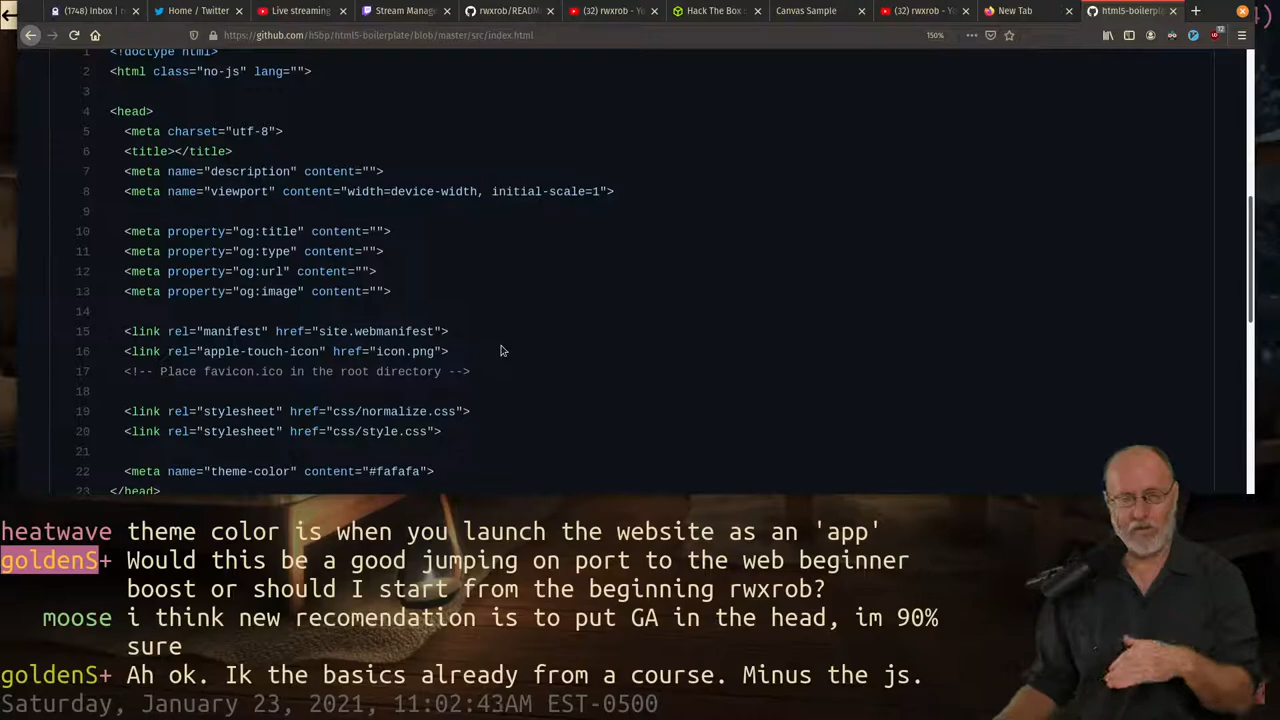 (1748) Inbox | r
Home / Twitter
Live streaming
Stream Manage
rwxrob/READM
(32) rwxrob - Yo
Hack The Box :
Canvas Sample
(32) rwxrob - Yo
New Tab
html5-boilerpla
https://github.com/h5bp/html5-boilerplate/blob/master/src/index.html
150%
12
1 <!doctype html>
2 <html class="no-js" lang="">
3
4 <head>
5 <meta charset="utf-8">
6 <title></title>
7 <meta name="description" content="">
8 <meta name="viewport" content="width=device-width, initial-scale=1">
9
10 <meta property="og:title" content="">
11 <meta property="og:type" content="">
12 <meta property="og:url" content="">
13 <meta property="og:image" content="">
14
15 <link rel="manifest" href="site.webmanifest">
16 <link rel="apple-touch-icon" href="icon.png">
17 <!-- Place favicon.ico in the root directory -->
18
19 <link rel="stylesheet" href="css/normalize.css">
20 <link rel="stylesheet" href="css/style.css">
21
22 <meta name="theme-color" content="#fafafa">
23 </head>
heatwave theme color is when you launch the website as an 'app'
goldenS+ Would this be a good jumping on port to the web beginner
boost or should I start from the beginning rwxrob?
moose i think new recomendation is to put GA in the head, im 90%
sure
goldenS+ Ah ok. Ik the basics already from a course. Minus the js.
Saturday, January 23, 2021, 11:02:43AM EST-0500